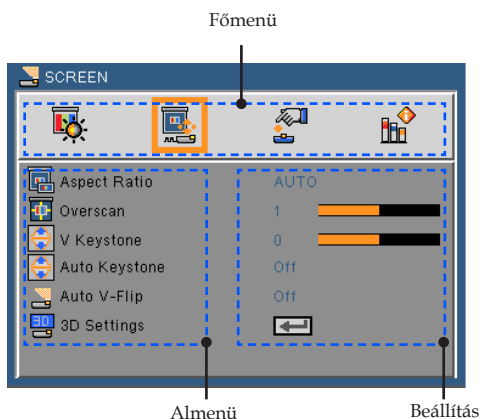 Főmenü
SCREEN
Aspect Ratio AUTO
Overscan 1
V Keystone 0
Auto Keystone Off
Auto V-Flip Off
3D 3D Settings
Almenü Beállítás